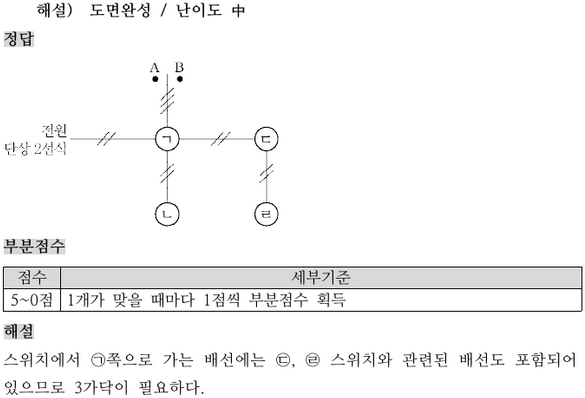 해설) 도면완성 / 난이도 中
정답
A B
전원
단상 2선식
ㄱ ㄷ
ㄴ ㄹ
부분점수
점수 세부기준
5~0점 1개가 맞을 때마다 1점씩 부분점수 획득
해설
스위치에서 ㉠쪽으로 가는 배선에는 ㉢, ㉣ 스위치와 관련된 배선도 포함되어
있으므로 3가닥이 필요하다.